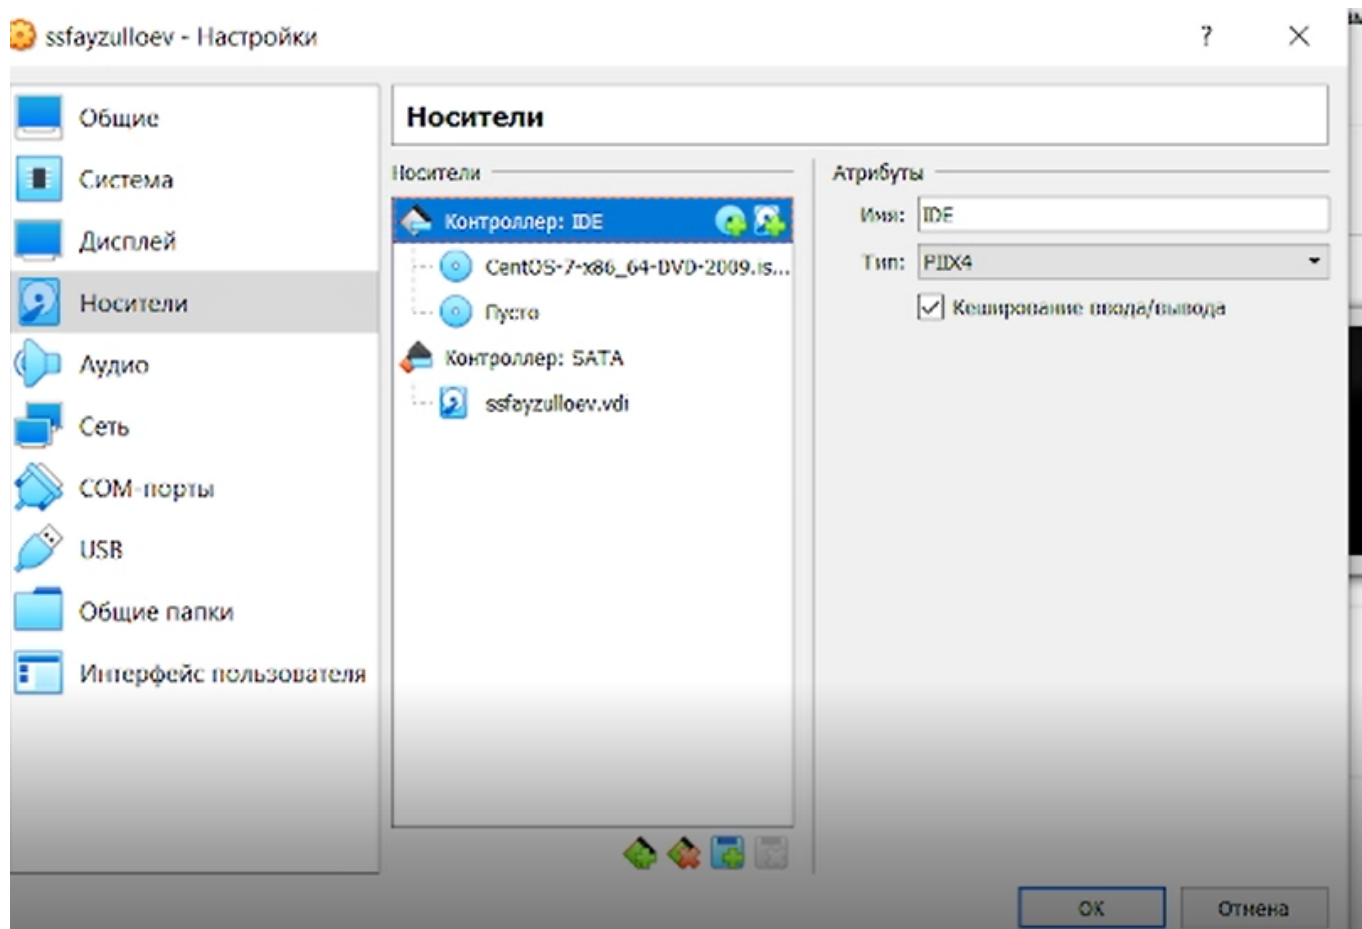 ssfayzulloev - Настройки
?
Общие
Система
Дисплей
Носители
Аудио
Сеть
COM-порты
USB
Общие папки
Интерфейс пользователя
Носители
Носители
Контроллер: IDE
CentOS-7-x86_64-DVD-2009.is...
Пусто
Контроллер: SATA
ssfayzulloev.vdi
Атрибуты
Имя: IDE
Тип: PIIX4
Кеширование ввода/вывода
OK
Отмена